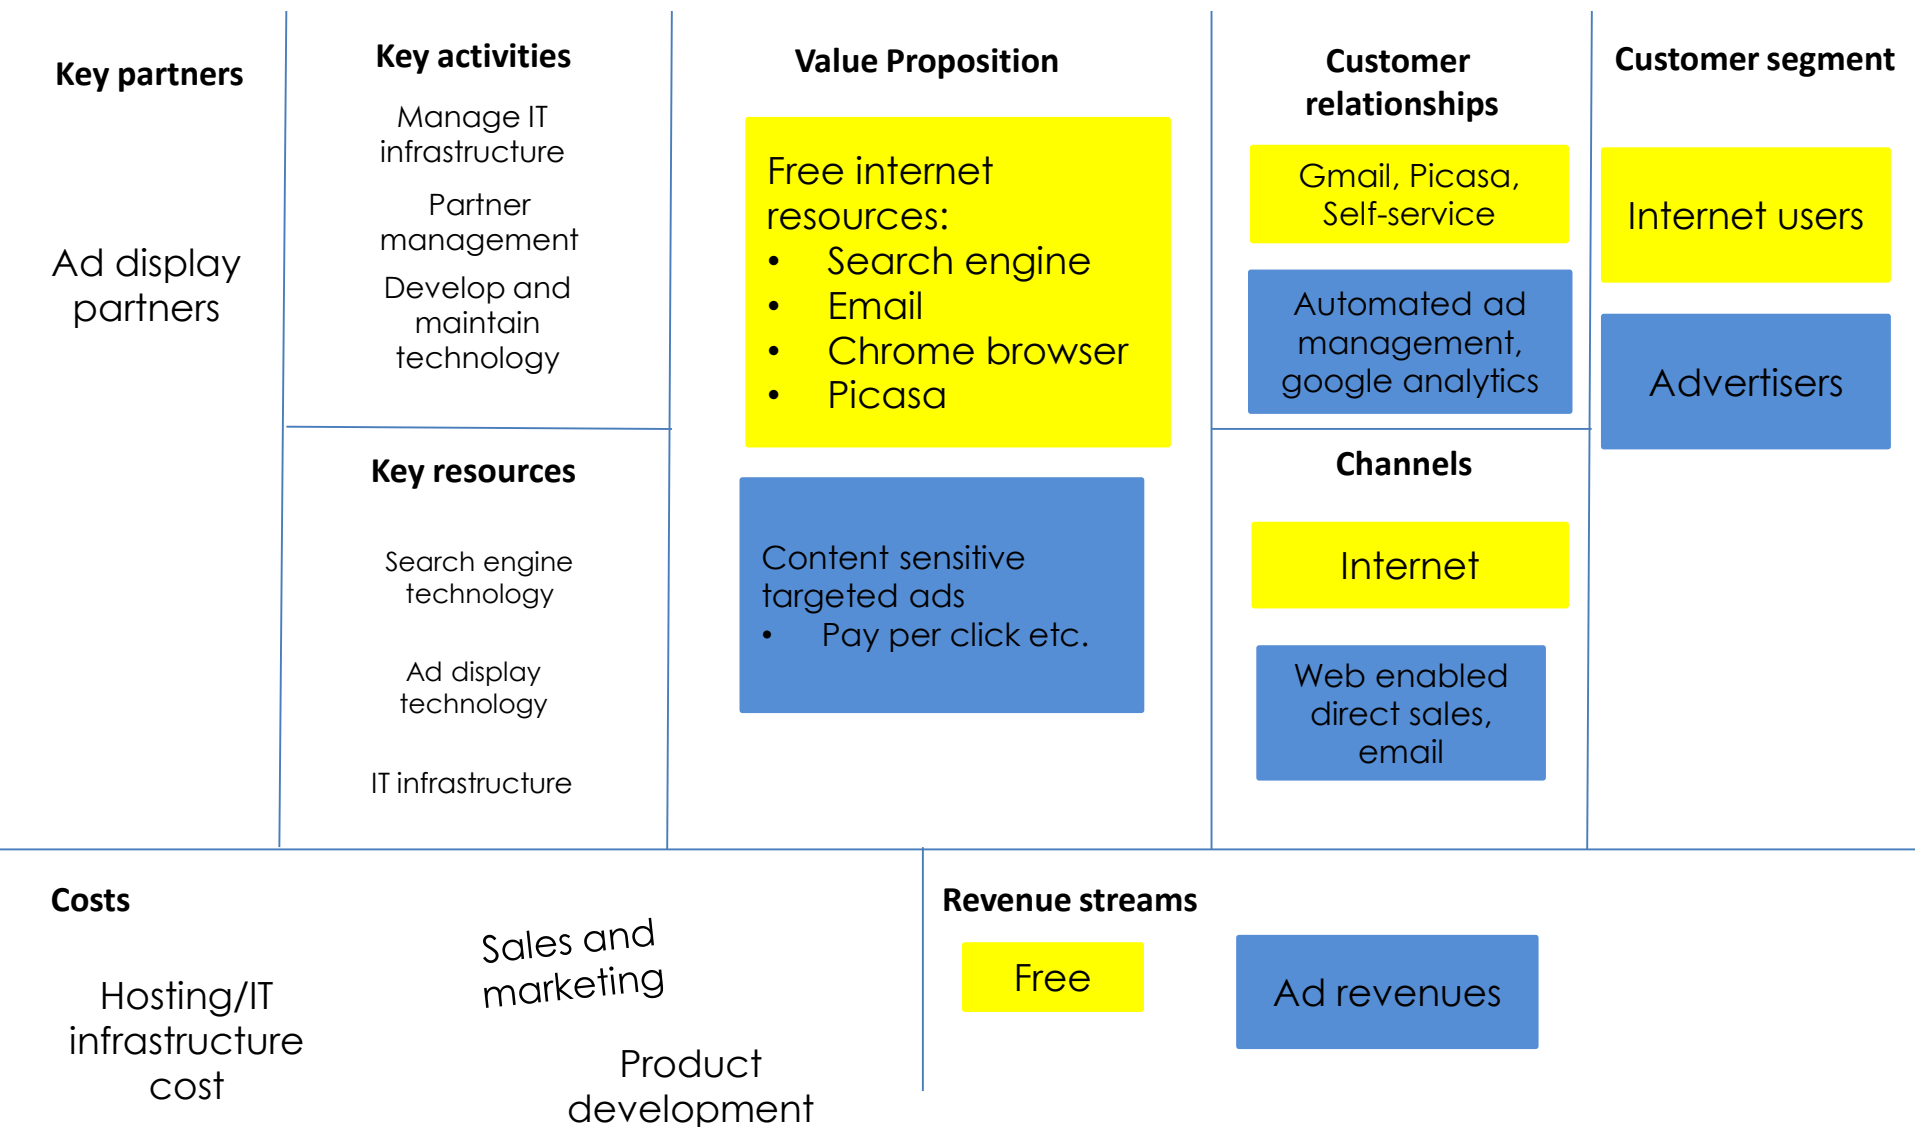 Key partners
Ad display
partners
Key activities
Manage IT
infrastructure
Partner
management
Develop and
maintain
technology
Key resources
Search engine
technology
Ad display
technology
IT infrastructure
Value Proposition
Free internet
resources:
• Search engine
• Email
• Chrome browser
• Picasa
Content sensitive
targeted ads
• Pay per click etc.
Customer
relationships
Gmail, Picasa,
Self-service
Automated ad
management,
google analytics
Channels
Internet
Web enabled
direct sales,
email
Customer segment
Internet users
Advertisers
Costs
Hosting/IT
infrastructure
cost
Sales and
marketing
Product
development
Revenue streams
Free
Ad revenues